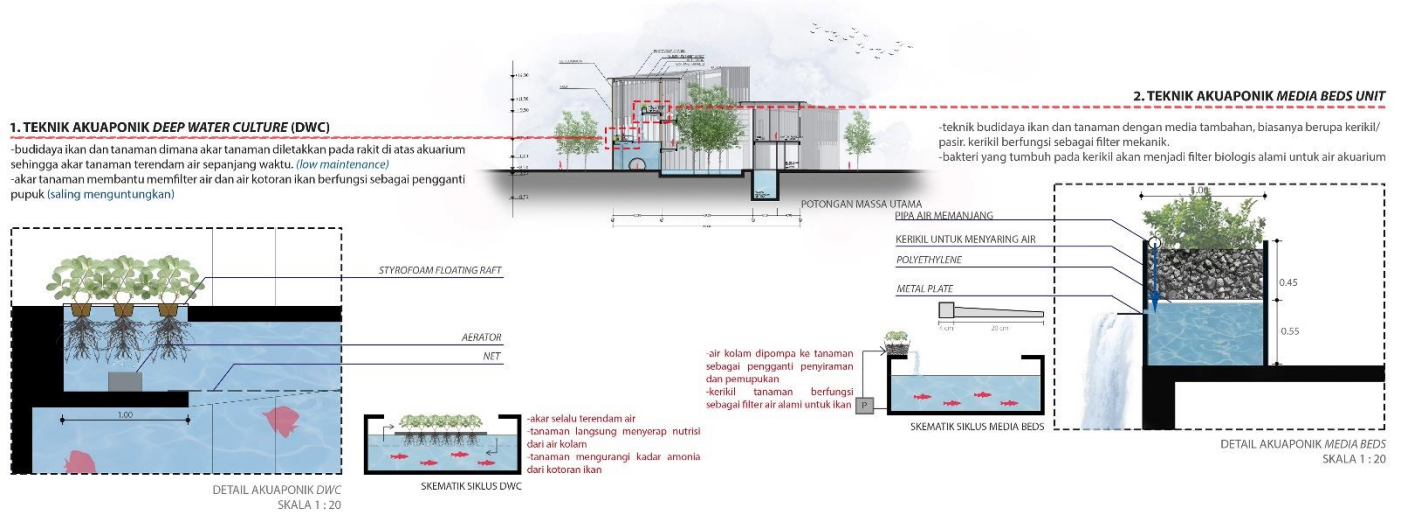 1. TEKNIK AKUAPONIK DEEP WATER CULTURE (DWC)
-budidaya ikan dan tanaman dimana akar tanaman diletakkan pada rakit di atas akuarium
sehingga akar tanaman terendam air sepanjang waktu. (low maintenance)
-akar tanaman membantu memfilter air dan air kotoran ikan berfungsi sebagai pengganti
pupuk (saling menguntungkan)
POTONGAN MASSA UTAMA
2. TEKNIK AKUAPONIK MEDIA BEDS UNIT
-teknik budidaya ikan dan tanaman dengan media tambahan, biasanya berupa kerikil/
pasir. kerikil berfungsi sebagai filter mekanik.
-bakteri yang tumbuh pada kerikil akan menjadi filter biologis alami untuk air akuarium
STYROFOAM FLOATING RAFT
AERATOR
NET
1.00
DETAIL AKUAPONIK DWC
SKALA 1 : 20
-akar selalu terendam air
-tanaman langsung menyerap nutrisi
dari air kolam
-tanaman mengurangi kadar amonia
dari kotoran ikan
SKEMATIK SIKLUS DWC
-air kolam dipompa ke tanaman
sebagai pengganti penyiraman
dan pemupukan
-kerikil tanaman berfungsi
sebagai filter air alami untuk ikan
P
SKEMATIK SIKLUS MEDIA BEDS
PIPA AIR MEMANJANG
KERIKIL UNTUK MENYARING AIR
POLYETHYLENE
METAL PLATE
4 cm
20 cm
1.00
0.45
0.55
DETAIL AKUAPONIK MEDIA BEDS
SKALA 1 : 20